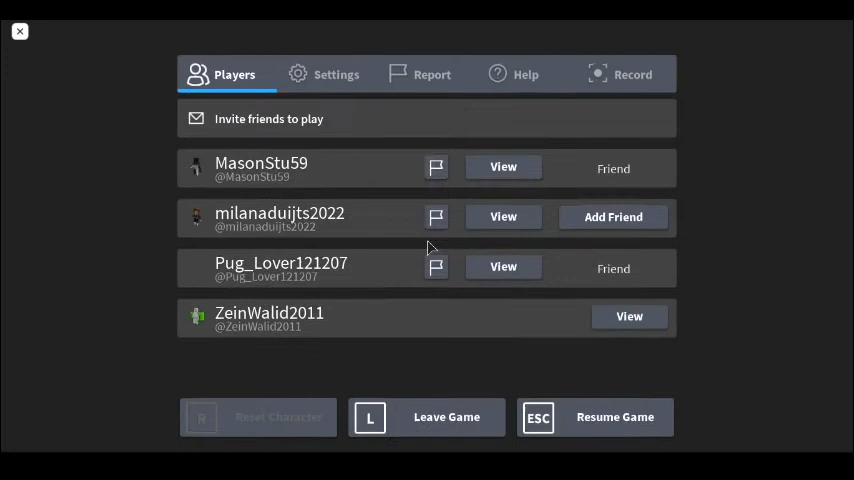 Players Settings Report Help Record
Invite friends to play
MasonStu59
@MasonStu59
View Friend
milanaduijts2022
@milanaduijts2022
View Add Friend
Pug_Lover121207
@Pug_Lover121207
View Friend
ZeinWalid2011
@ZeinWalid2011
View
R Reset Character L Leave Game ESC Resume Game